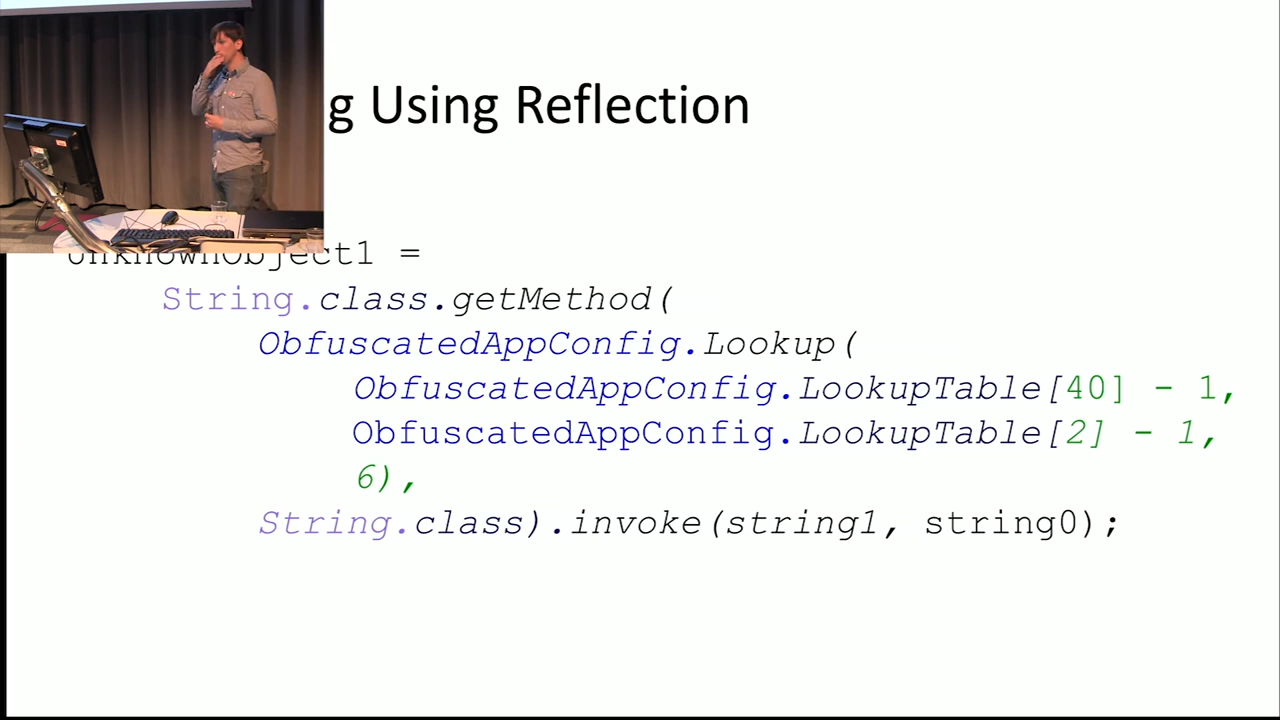 g Using Reflection
unknownObject1 =
String.class.getMethod(
ObfuscatedAppConfig.Lookup(
ObfuscatedAppConfig.LookupTable[40] - 1,
ObfuscatedAppConfig.LookupTable[2] - 1,
6),
String.class).invoke(string1, string0);